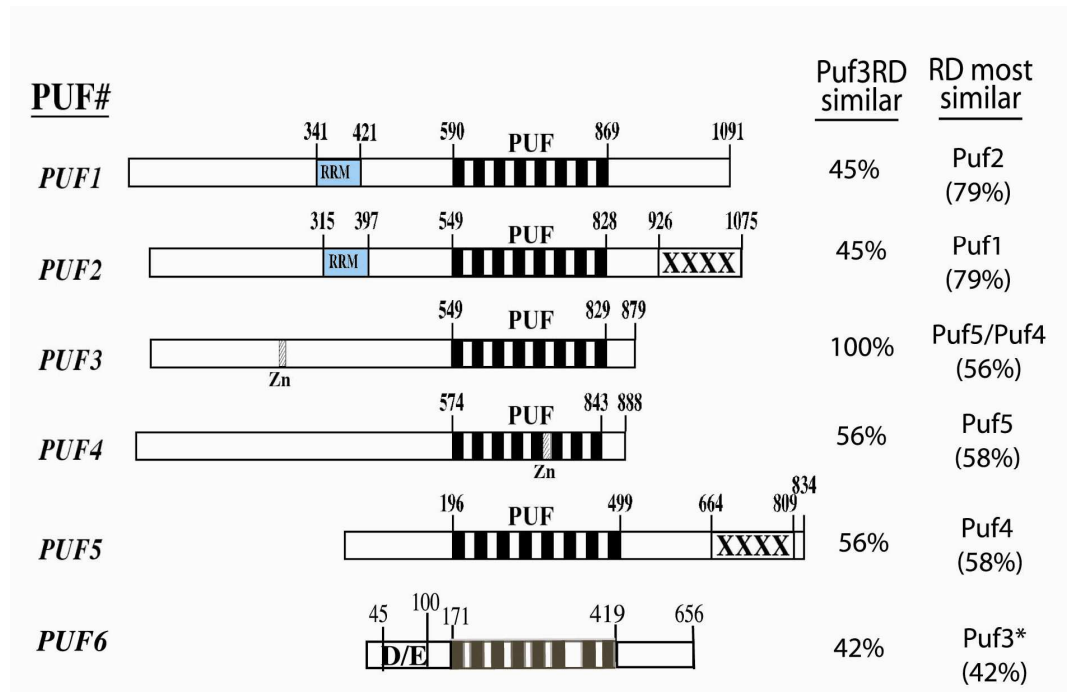 PUF#
Puf3RD
similar
RD most
similar
341 421 590 PUF 869 1091
PUF1 RRM 45% Puf2
(79%)
315 397 549 PUF 828 926 1075
PUF2 RRM XXXX 45% Puf1
(79%)
549 PUF 829 879
PUF3 100% Puf5/Puf4
(56%)
Zn
574 PUF 843 888
PUF4 56% Puf5
(58%)
Zn
196 PUF 499 664 809 834
PUF5 XXXX 56% Puf4
(58%)
45 100 171 419 656
PUF6 D/E 42% Puf3*
(42%)